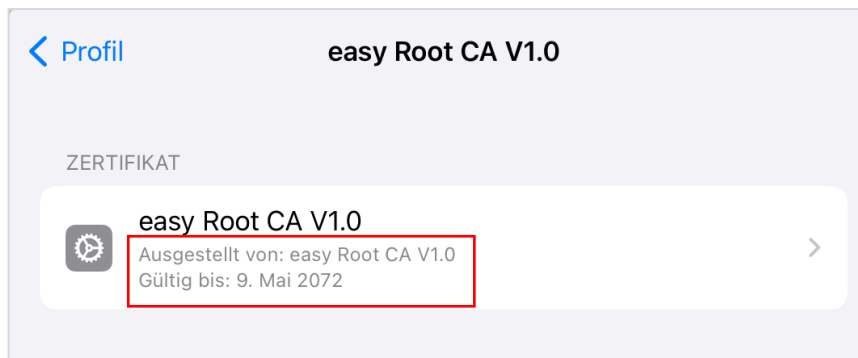 Profil
easy Root CA V1.0
ZERTIFIKAT
easy Root CA V1.0
Ausgestellt von: easy Root CA V1.0
Gültig bis: 9. Mai 2072